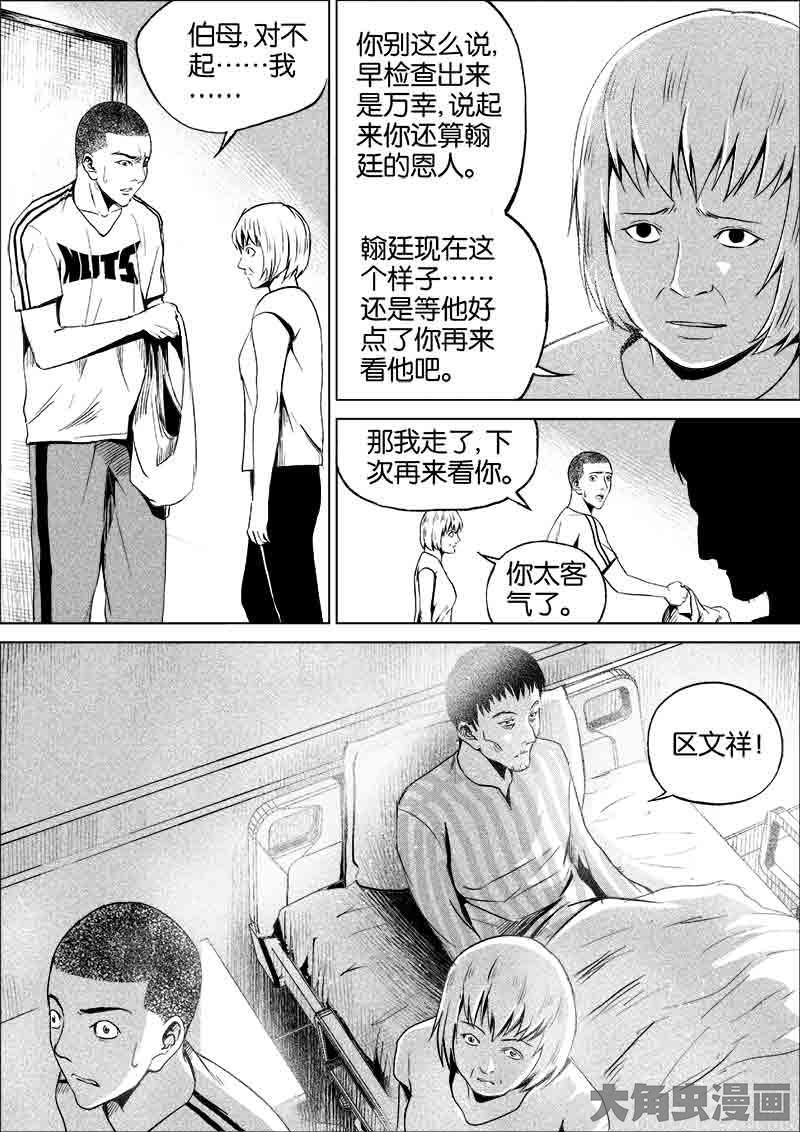 伯母,对不
起……我
……
NUTS
你别这么说,
早检查出来
是万幸,说起
来你还算翰
廷的恩人。
翰廷现在这
个样子……
还是等他好
点了你再来
看他吧。
那我走了,下
次再来看你。
你太客
气了。
区文祥!
大角虫漫画